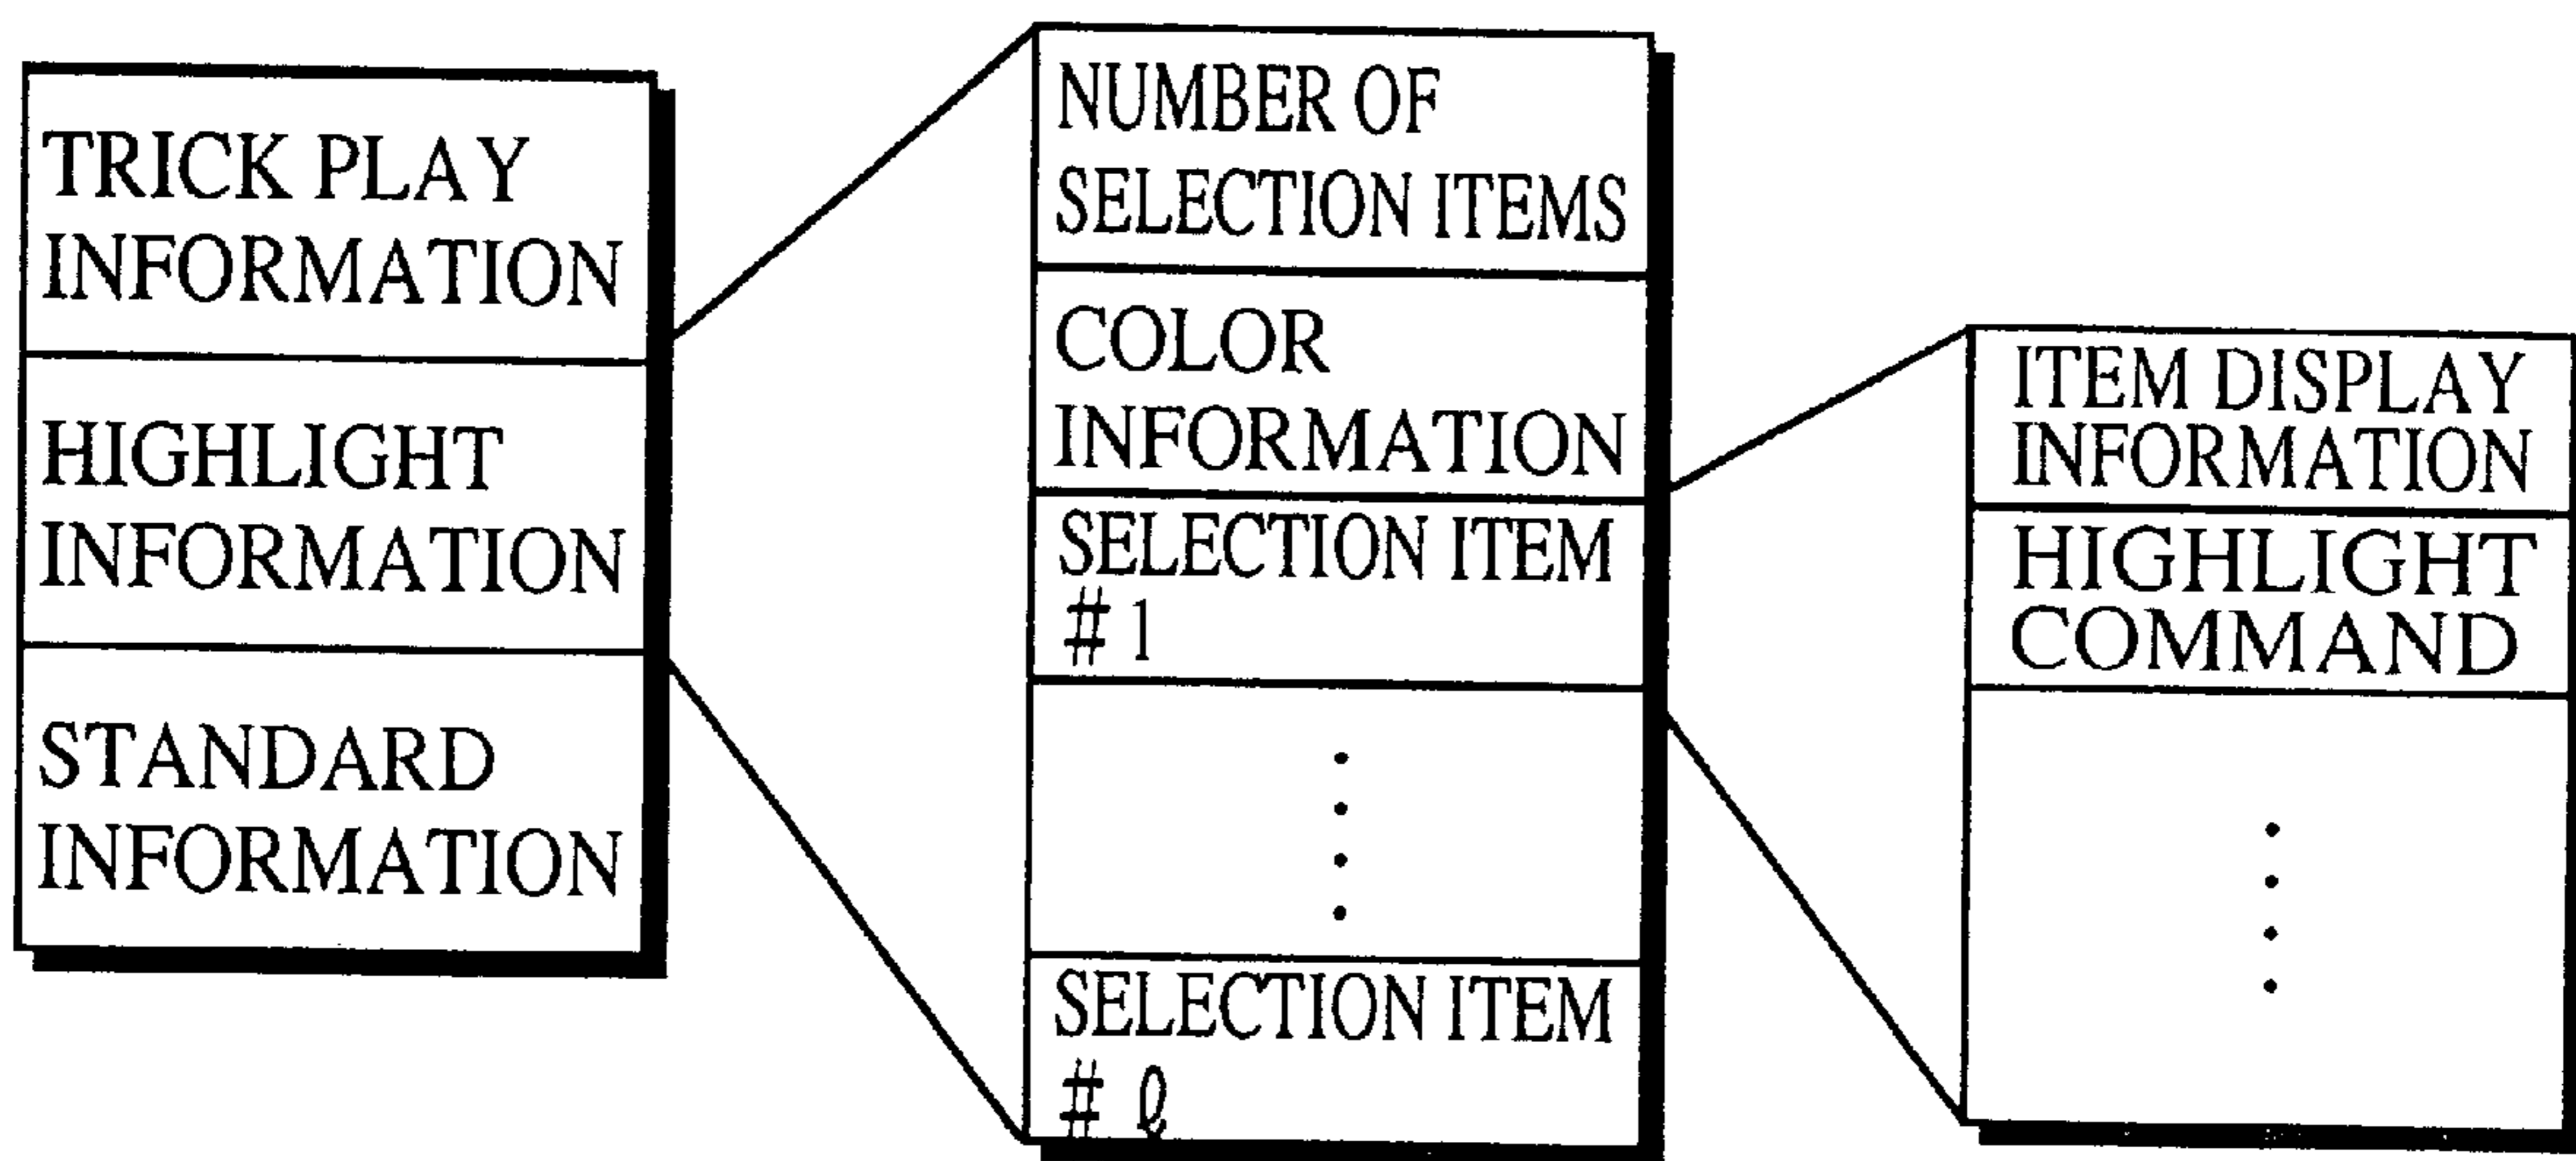 TRICK PLAY
INFORMATION
HIGHLIGHT
INFORMATION
STANDARD
INFORMATION
NUMBER OF
SELECTION ITEMS
COLOR
INFORMATION
SELECTION ITEM
# 1
SELECTION ITEM
# ℓ
ITEM DISPLAY
INFORMATION
HIGHLIGHT
COMMAND